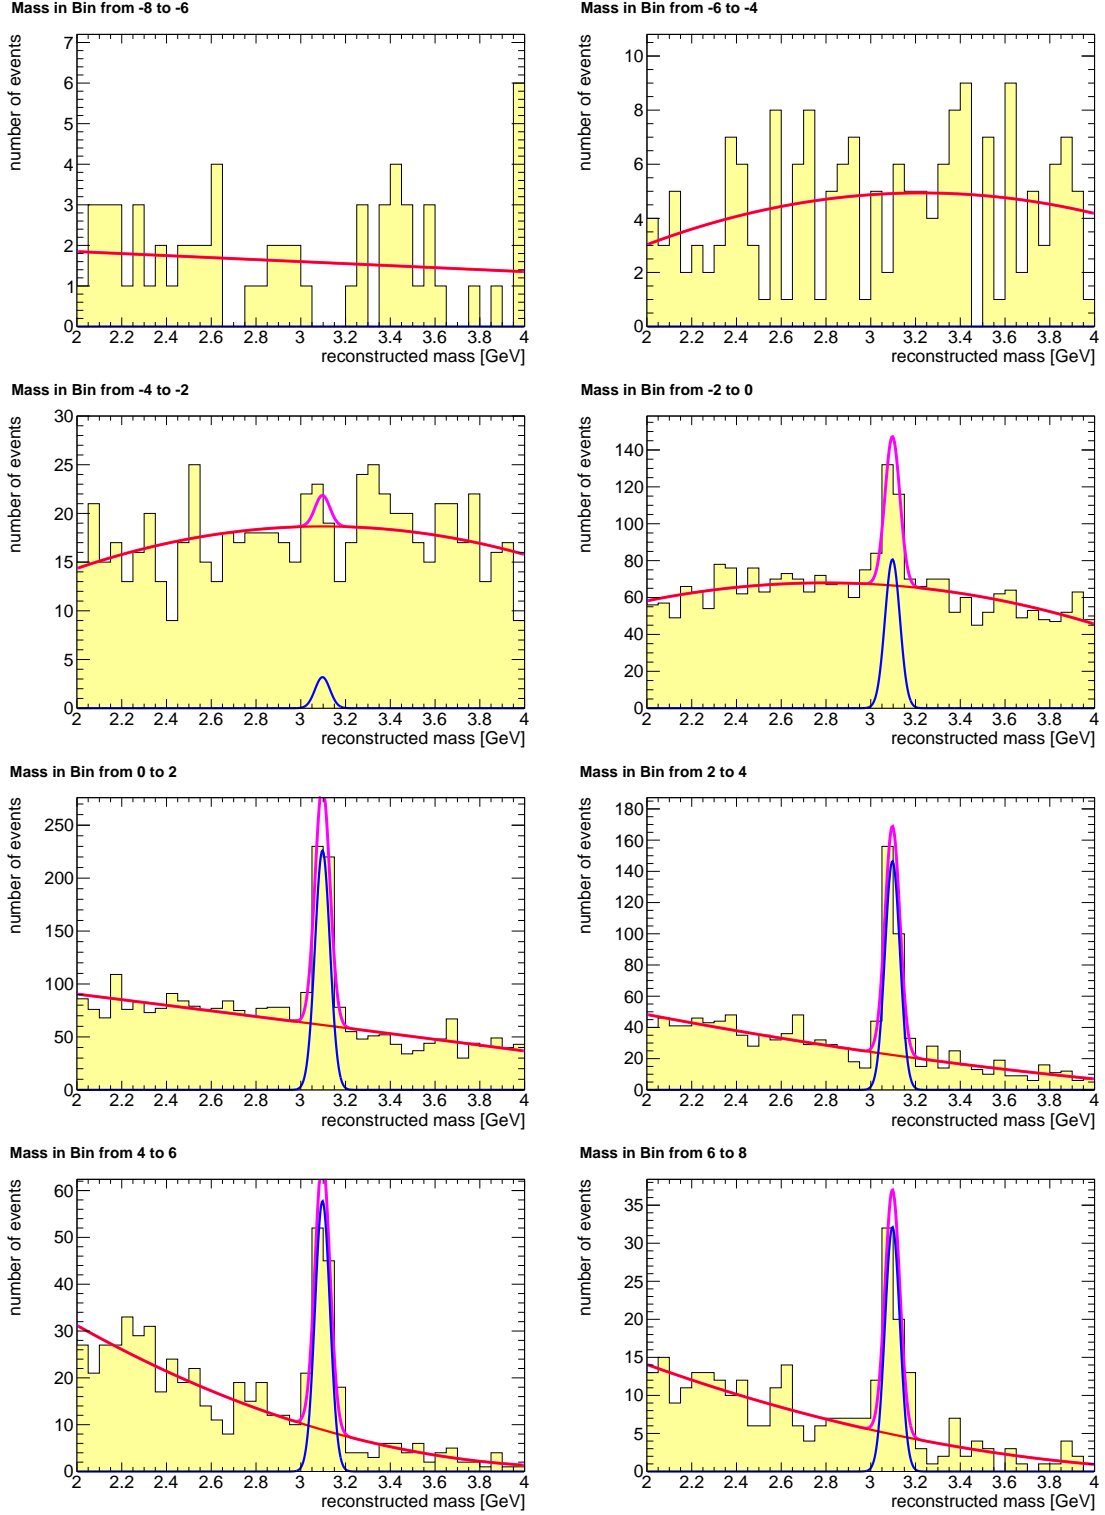 Mass in Bin from -8 to -6
number of events
7
6
5
4
3
2
1
0
2 2.2 2.4 2.6 2.8 3 3.2 3.4 3.6 3.8 4
reconstructed mass [GeV]
Mass in Bin from -6 to -4
number of events
10
8
6
4
2
0
2 2.2 2.4 2.6 2.8 3 3.2 3.4 3.6 3.8 4
reconstructed mass [GeV]
Mass in Bin from -4 to -2
number of events
30
25
20
15
10
5
0
2 2.2 2.4 2.6 2.8 3 3.2 3.4 3.6 3.8 4
reconstructed mass [GeV]
Mass in Bin from -2 to 0
number of events
140
120
100
80
60
40
20
0
2 2.2 2.4 2.6 2.8 3 3.2 3.4 3.6 3.8 4
reconstructed mass [GeV]
Mass in Bin from 0 to 2
number of events
250
200
150
100
50
0
2 2.2 2.4 2.6 2.8 3 3.2 3.4 3.6 3.8 4
reconstructed mass [GeV]
Mass in Bin from 2 to 4
number of events
180
160
140
120
100
80
60
40
20
0
2 2.2 2.4 2.6 2.8 3 3.2 3.4 3.6 3.8 4
reconstructed mass [GeV]
Mass in Bin from 4 to 6
number of events
60
50
40
30
20
10
0
2 2.2 2.4 2.6 2.8 3 3.2 3.4 3.6 3.8 4
reconstructed mass [GeV]
Mass in Bin from 6 to 8
number of events
35
30
25
20
15
10
5
0
2 2.2 2.4 2.6 2.8 3 3.2 3.4 3.6 3.8 4
reconstructed mass [GeV]